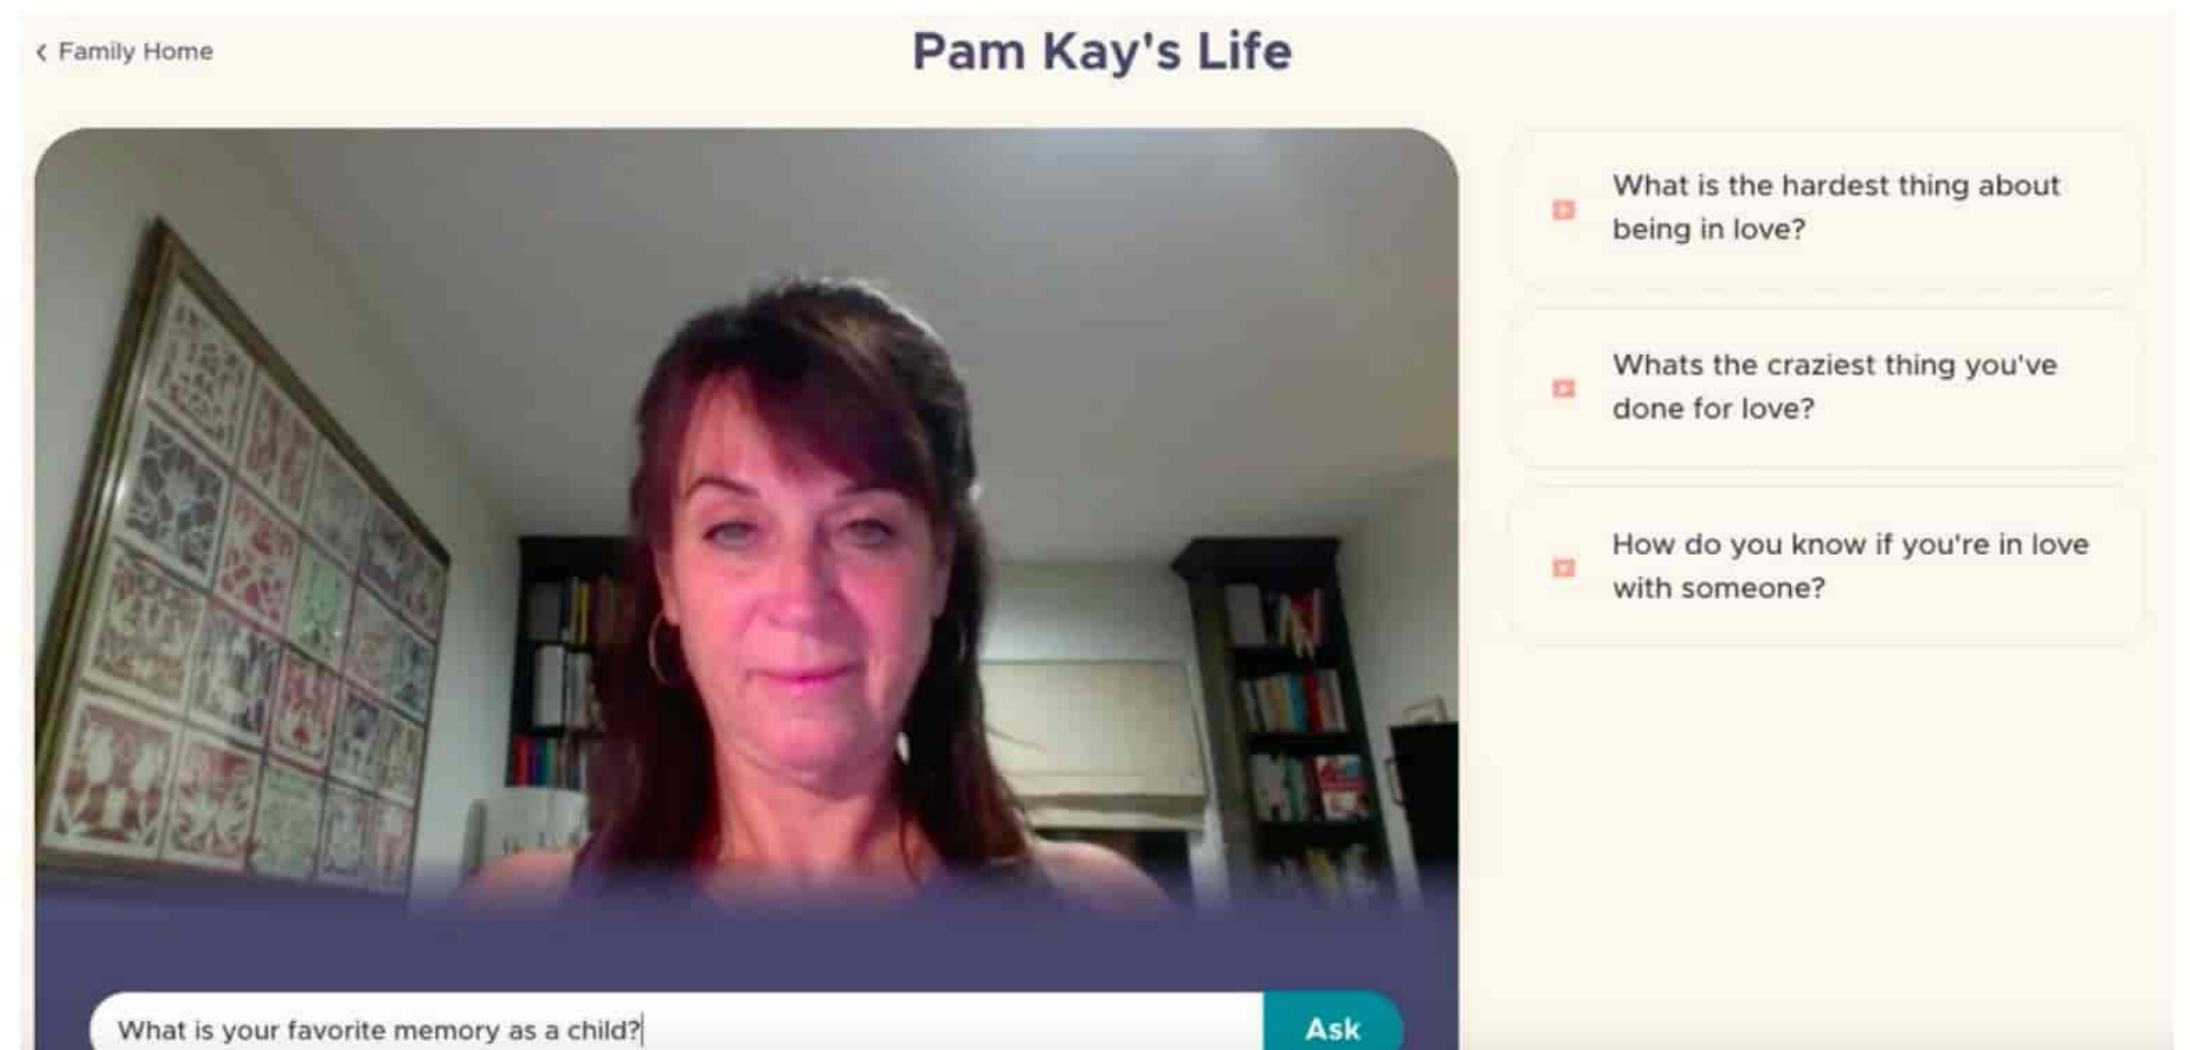 Family Home
Pam Kay's Life
What is the hardest thing about
being in love?
Whats the craziest thing you've
done for love?
How do you know if you're in love
with someone?
What is your favorite memory as a child?
Ask